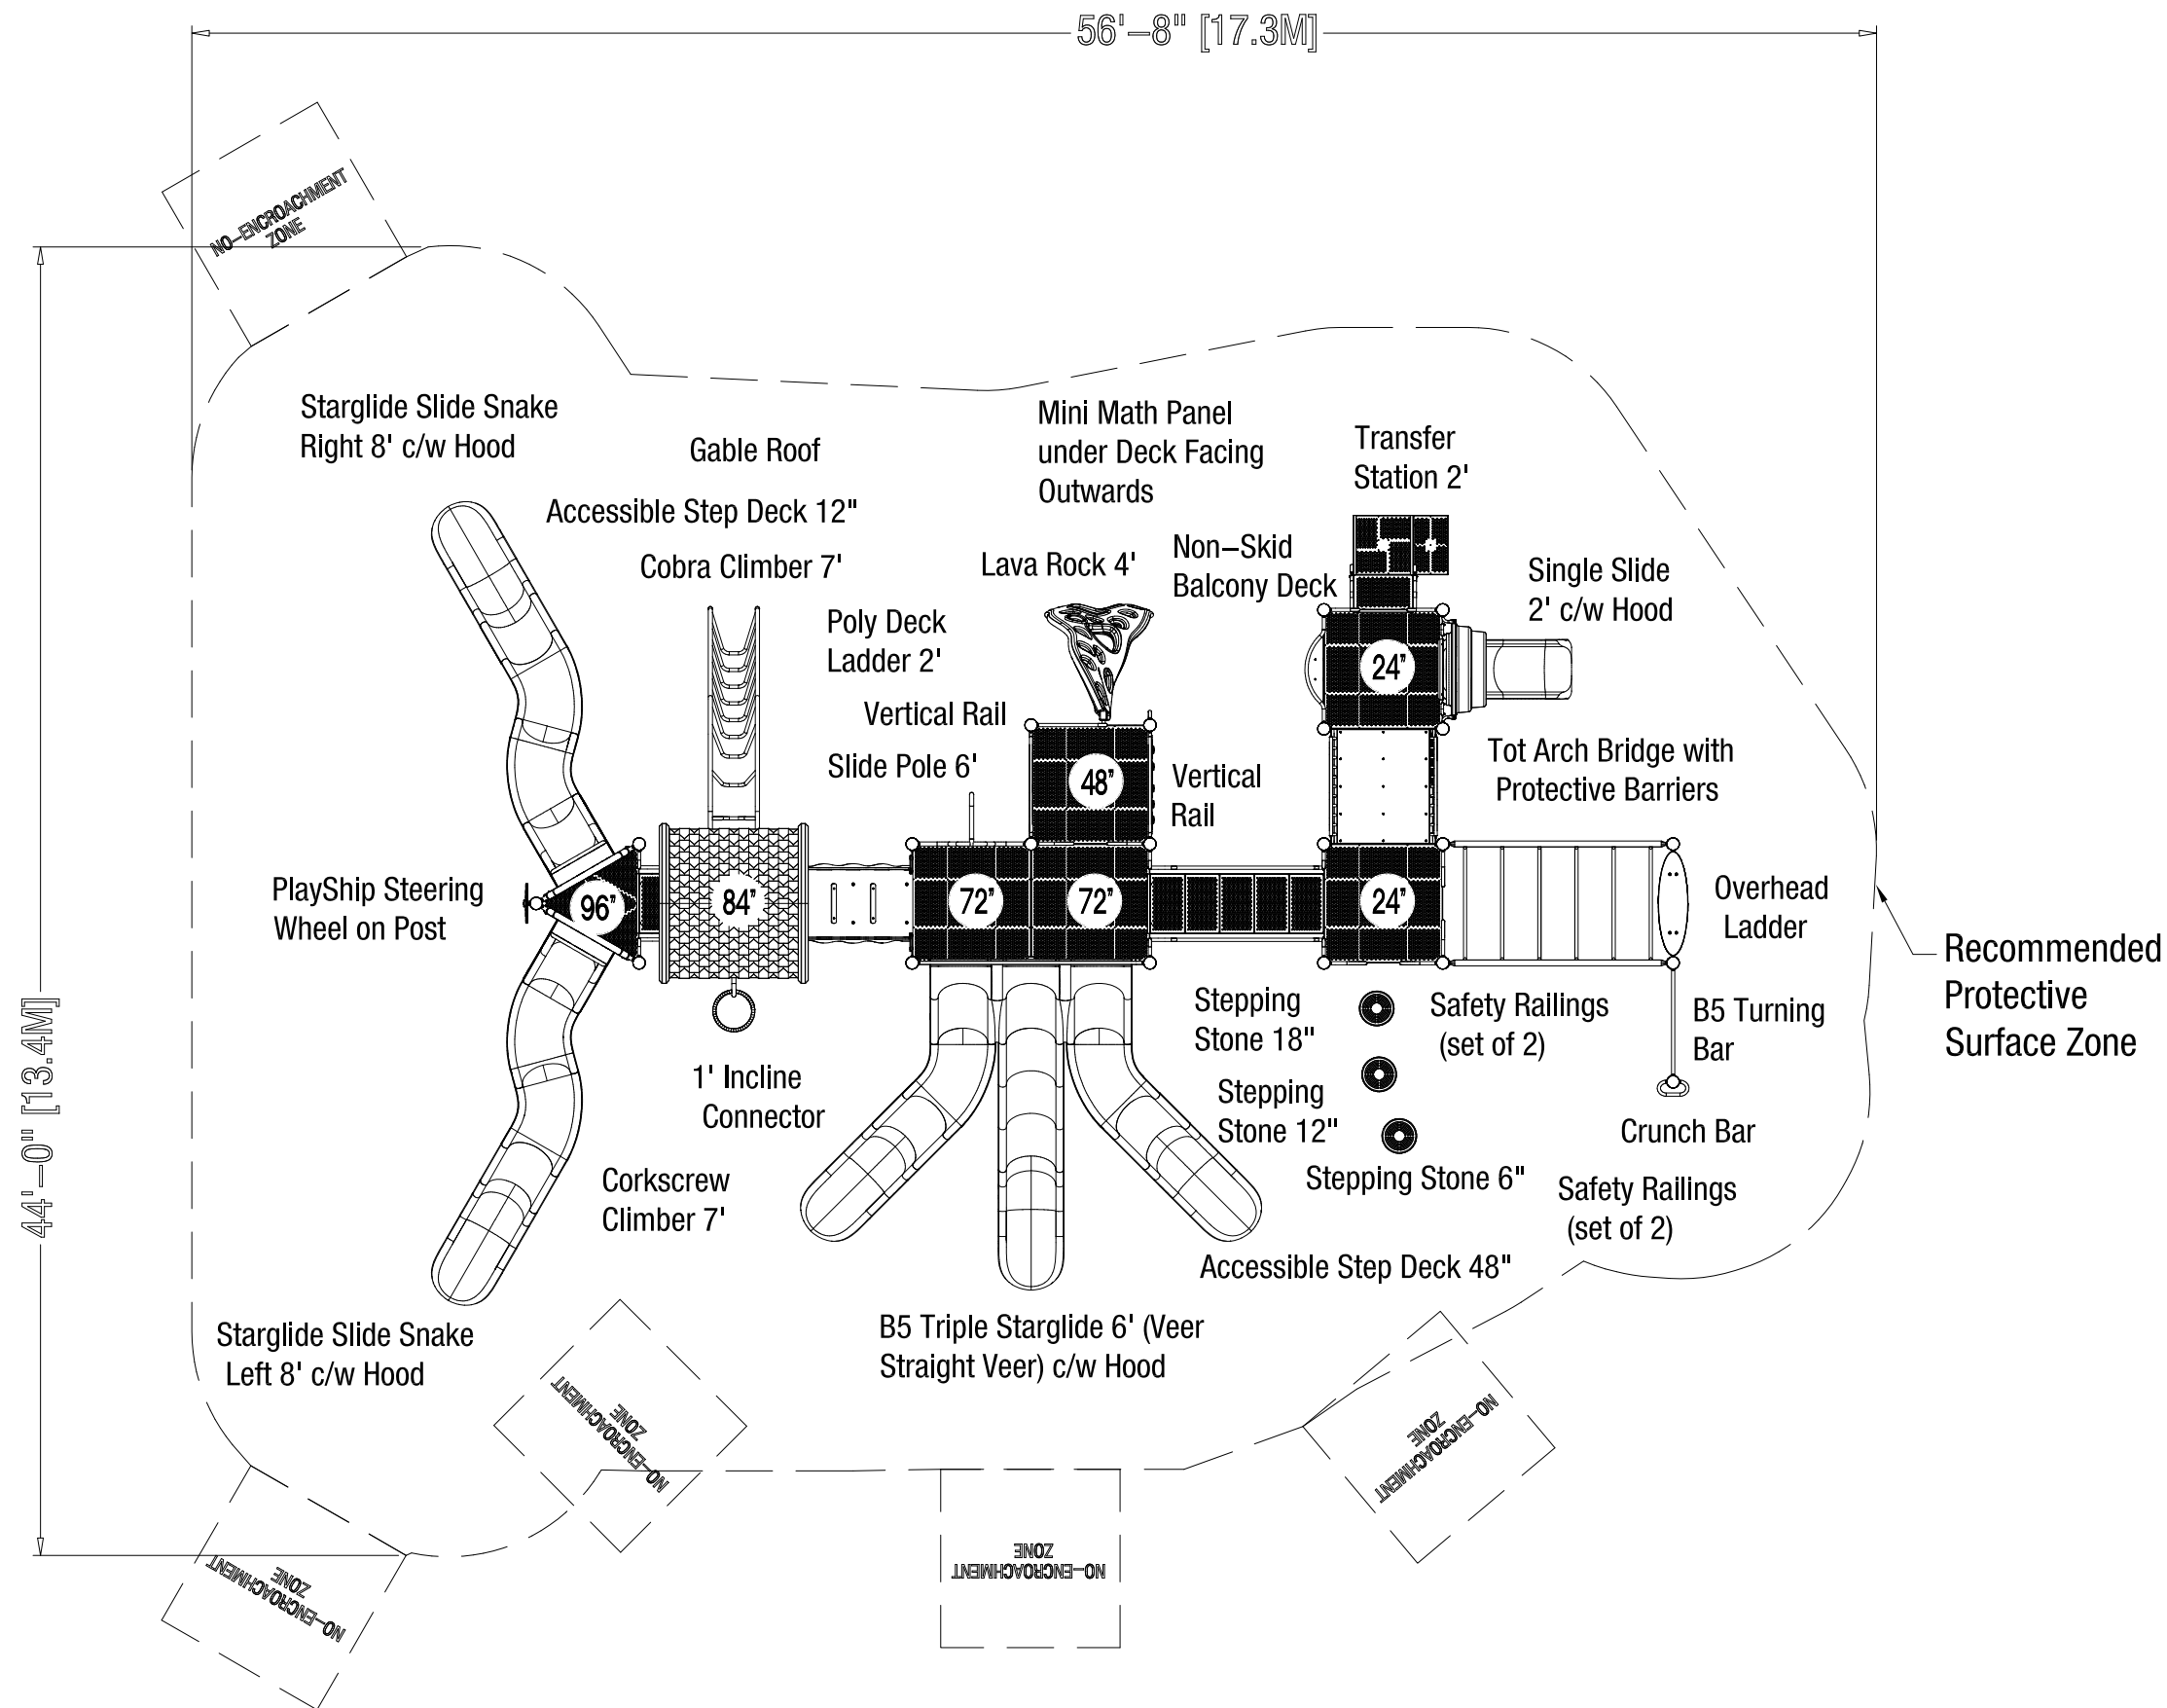 56'–8" [17.3M]
NO–ENCROACHMENT
ZONE
Starglide Slide Snake
Right 8' c/w Hood
Gable Roof
Accessible Step Deck 12"
Cobra Climber 7'
Mini Math Panel
under Deck Facing
Outwards
Transfer
Station 2'
Lava Rock 4'
Non–Skid
Balcony Deck
Single Slide
2' c/w Hood
Poly Deck
Ladder 2'
Vertical Rail
Slide Pole 6'
24"
48"
Vertical
Rail
Tot Arch Bridge with
Protective Barriers
PlayShip Steering
Wheel on Post
96"
84"
72"
72"
24"
Overhead
Ladder
Recommended
Protective
Surface Zone
44'–0" [13.4M]
1' Incline
Connector
Stepping
Stone 18"
Safety Railings
(set of 2)
B5 Turning
Bar
Stepping
Stone 12"
Crunch Bar
Corkscrew
Climber 7'
Stepping Stone 6"
Safety Railings
(set of 2)
Accessible Step Deck 48"
Starglide Slide Snake
Left 8' c/w Hood
B5 Triple Starglide 6' (Veer
Straight Veer) c/w Hood
NO–ENCROACHMENT
ZONE
NO–ENCROACHMENT
ZONE
NO–ENCROACHMENT
ZONE
NO–ENCROACHMENT
ZONE